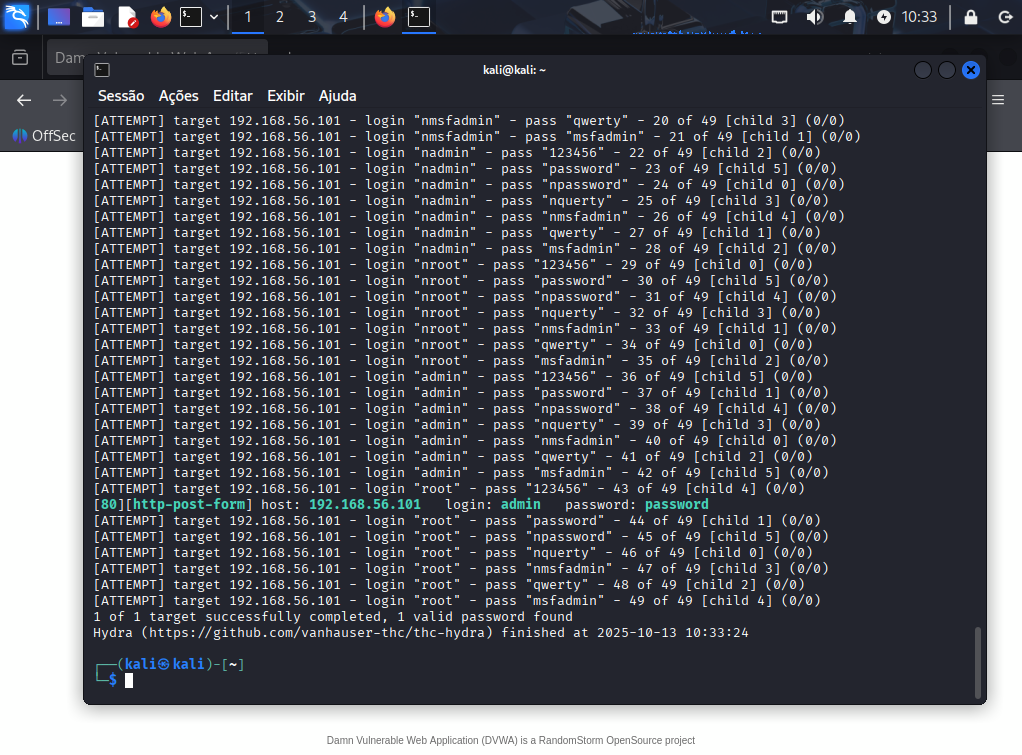 1 2 3 4
10:33
OffSec
kali@kali: ~
Sessão Ações Editar Exibir Ajuda
[ATTEMPT] target 192.168.56.101 - login "nmsfadmin" - pass "qwerty" - 20 of 49 [child 3] (0/0)
[ATTEMPT] target 192.168.56.101 - login "nmsfadmin" - pass "msfadmin" - 21 of 49 [child 1] (0/0)
[ATTEMPT] target 192.168.56.101 - login "nadmin" - pass "123456" - 22 of 49 [child 2] (0/0)
[ATTEMPT] target 192.168.56.101 - login "nadmin" - pass "password" - 23 of 49 [child 5] (0/0)
[ATTEMPT] target 192.168.56.101 - login "nadmin" - pass "npassword" - 24 of 49 [child 0] (0/0)
[ATTEMPT] target 192.168.56.101 - login "nadmin" - pass "nquerty" - 25 of 49 [child 3] (0/0)
[ATTEMPT] target 192.168.56.101 - login "nadmin" - pass "nmsfadmin" - 26 of 49 [child 4] (0/0)
[ATTEMPT] target 192.168.56.101 - login "nadmin" - pass "qwerty" - 27 of 49 [child 1] (0/0)
[ATTEMPT] target 192.168.56.101 - login "nadmin" - pass "msfadmin" - 28 of 49 [child 2] (0/0)
[ATTEMPT] target 192.168.56.101 - login "nroot" - pass "123456" - 29 of 49 [child 0] (0/0)
[ATTEMPT] target 192.168.56.101 - login "nroot" - pass "password" - 30 of 49 [child 5] (0/0)
[ATTEMPT] target 192.168.56.101 - login "nroot" - pass "npassword" - 31 of 49 [child 4] (0/0)
[ATTEMPT] target 192.168.56.101 - login "nroot" - pass "nquerty" - 32 of 49 [child 3] (0/0)
[ATTEMPT] target 192.168.56.101 - login "nroot" - pass "nmsfadmin" - 33 of 49 [child 1] (0/0)
[ATTEMPT] target 192.168.56.101 - login "nroot" - pass "qwerty" - 34 of 49 [child 0] (0/0)
[ATTEMPT] target 192.168.56.101 - login "nroot" - pass "msfadmin" - 35 of 49 [child 2] (0/0)
[ATTEMPT] target 192.168.56.101 - login "admin" - pass "123456" - 36 of 49 [child 5] (0/0)
[ATTEMPT] target 192.168.56.101 - login "admin" - pass "password" - 37 of 49 [child 1] (0/0)
[ATTEMPT] target 192.168.56.101 - login "admin" - pass "npassword" - 38 of 49 [child 4] (0/0)
[ATTEMPT] target 192.168.56.101 - login "admin" - pass "nquerty" - 39 of 49 [child 3] (0/0)
[ATTEMPT] target 192.168.56.101 - login "admin" - pass "nmsfadmin" - 40 of 49 [child 0] (0/0)
[ATTEMPT] target 192.168.56.101 - login "admin" - pass "qwerty" - 41 of 49 [child 2] (0/0)
[ATTEMPT] target 192.168.56.101 - login "admin" - pass "msfadmin" - 42 of 49 [child 5] (0/0)
[ATTEMPT] target 192.168.56.101 - login "root" - pass "123456" - 43 of 49 [child 4] (0/0)
[80][http-post-form] host: 192.168.56.101   login: admin   password: password
[ATTEMPT] target 192.168.56.101 - login "root" - pass "password" - 44 of 49 [child 1] (0/0)
[ATTEMPT] target 192.168.56.101 - login "root" - pass "npassword" - 45 of 49 [child 5] (0/0)
[ATTEMPT] target 192.168.56.101 - login "root" - pass "nquerty" - 46 of 49 [child 0] (0/0)
[ATTEMPT] target 192.168.56.101 - login "root" - pass "nmsfadmin" - 47 of 49 [child 3] (0/0)
[ATTEMPT] target 192.168.56.101 - login "root" - pass "qwerty" - 48 of 49 [child 2] (0/0)
[ATTEMPT] target 192.168.56.101 - login "root" - pass "msfadmin" - 49 of 49 [child 4] (0/0)
1 of 1 target successfully completed, 1 valid password found
Hydra (https://github.com/vanhauser-thc/thc-hydra) finished at 2025-10-13 10:33:24
┌──(kali㉿kali)-[~]
└─$
Damn Vulnerable Web Application (DVWA) is a RandomStorm OpenSource project